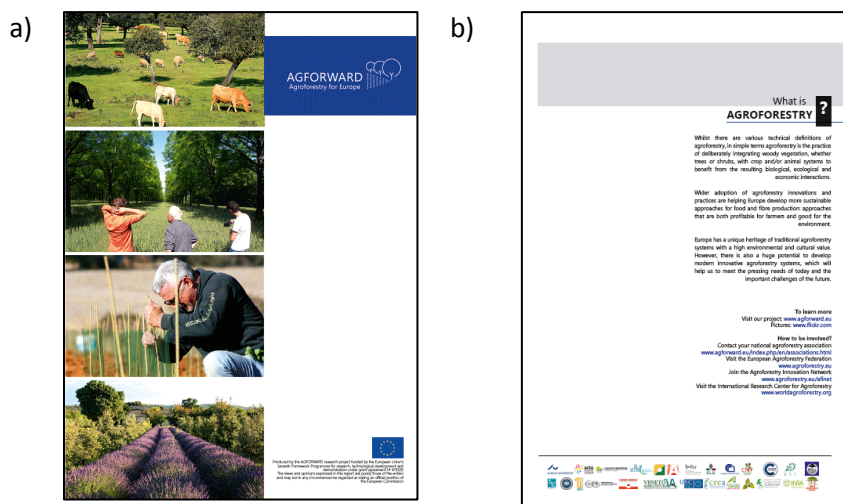 a)
AGFORWARD
Agroforestry for Europe
Produced by the AGFORWARD research project funded by the European Union's
Seventh Framework Programme for research, technological development and
demonstration under grant agreement N°
The views and opinions expressed in this report are purely those of the writers
and may not in any circumstances be regarded as stating an official position of
the European Commission
b)
What is
AGROFORESTRY ?
Whilst there are various technical definitions of
agroforestry, in simple terms agroforestry is the practice
of deliberately integrating woody vegetation, whether
trees or shrubs, with crop and/or animal systems to
benefit from the resulting biological, ecological and
economic interactions.
Wider adoption of agroforestry innovations and
practices are helping Europe develop more sustainable
approaches for food and fibre production: approaches
that are both profitable for farmers and good for the
environment.
Europe has a unique heritage of traditional agroforestry
systems with a high environmental and cultural value.
However, there is also a huge potential to develop
modern innovative agroforestry systems, which will
help us to meet the pressing needs of today and the
important challenges of the future.
To learn more
Visit our project: www.agforward.eu
Pictures: www.flickr.com
How to be involved?
Contact your national agroforestry association
www.agforward.eu/index.php/en/associations.html
Visit the European Agroforestry Federation
www.agroforestry.eu
Join the Agroforestry Innovation Network
www.agroforestry.eu/afinet
Visit the International Research Center for Agroforestry
www.worldagroforestry.org
VENETO
crea